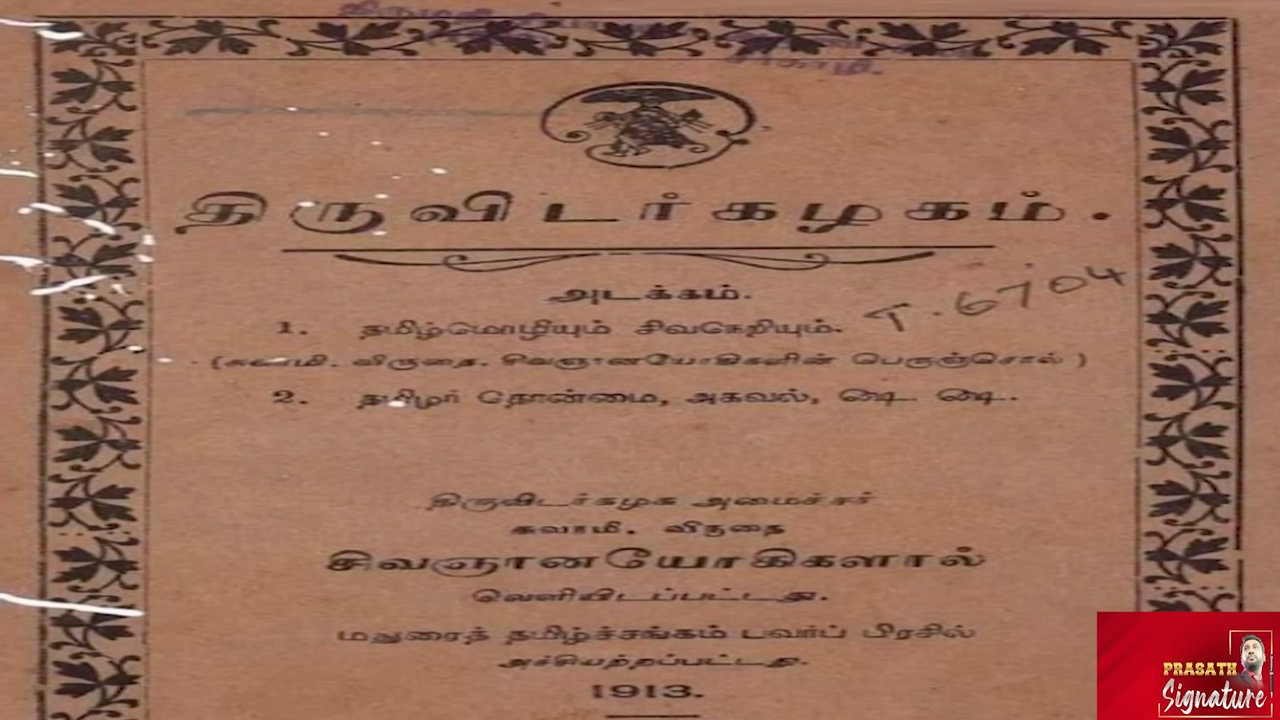 திருவிடர்கழகம்.
அடக்கம்.
1. தமிழ்மொழியும் சிவநெறியும்.
T. 6704
(சுவாமி. விருதை. சிவஞானயோகிகளின் பெருஞ்சொல்)
2. தமிழர் தொன்மை, அகவல், ௸. ௸.
திருவிடர்கழக அமைச்சர்
சுவாமி. விருதை
சிவஞானயோகிகளால்
வெளியிடப்பட்டது.
மதுரைத் தமிழ்ச்சங்கம் பவர்ப் பிரசில்
அச்சியற்றப்பட்டது.
1913.
PRASATH
Signature